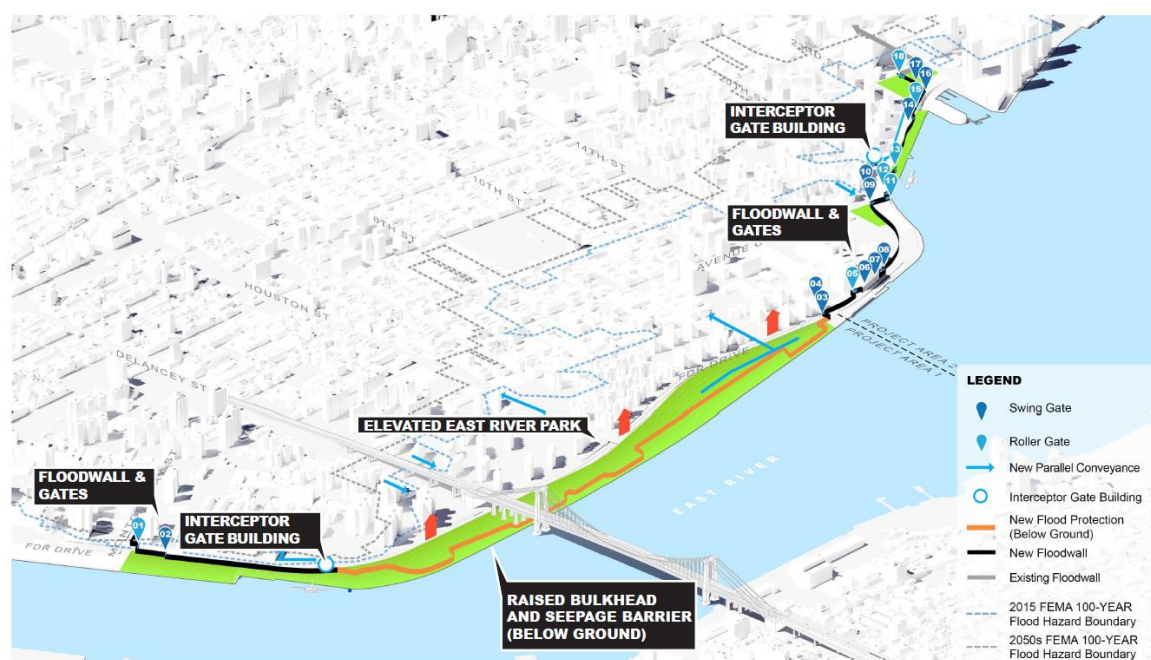 18
17
16
15
14
23RD ST
20TH ST
INTERCEPTOR
GATE BUILDING
13
12
10
11
09
14TH ST
10TH ST
FLOODWALL &
GATES
6TH ST
AVENUE C
08
07
06
05
04
03
HOUSTON ST
PROJECT AREA 2
PROJECT AREA 1
DELANCEY ST
FDR DRIVE
ELEVATED EAST RIVER PARK
EAST RIVER
FLOODWALL &
GATES
01
02
INTERCEPTOR
GATE BUILDING
FDR DRIVE
RAISED BULKHEAD
AND SEEPAGE BARRIER
(BELOW GROUND)
LEGEND
Swing Gate
Roller Gate
New Parallel Conveyance
Interceptor Gate Building
New Flood Protection
(Below Ground)
New Floodwall
Existing Floodwall
2015 FEMA 100-YEAR
Flood Hazard Boundary
2050s FEMA 100-YEAR
Flood Hazard Boundary